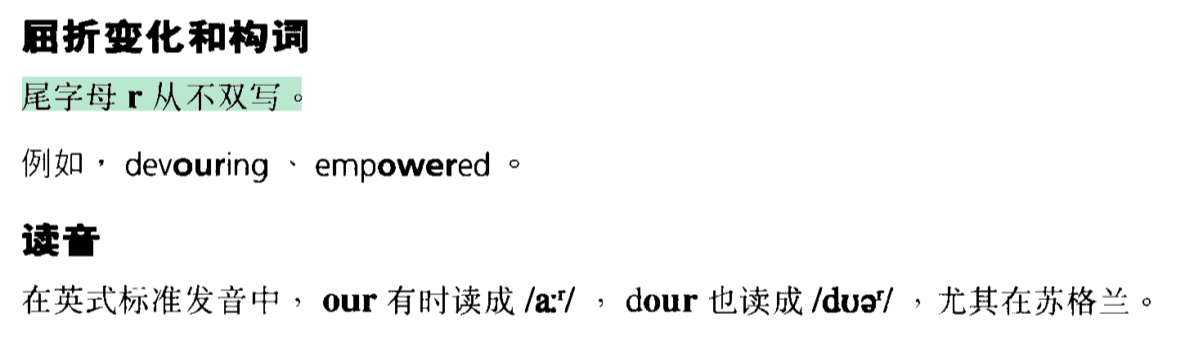 屈折变化和构词
尾字母 r 从不双写。
例如，devouring、empowered。
读音
在英式标准发音中，our 有时读成 /aːʳ/，dour 也读成 /dʊəʳ/，尤其在苏格兰。